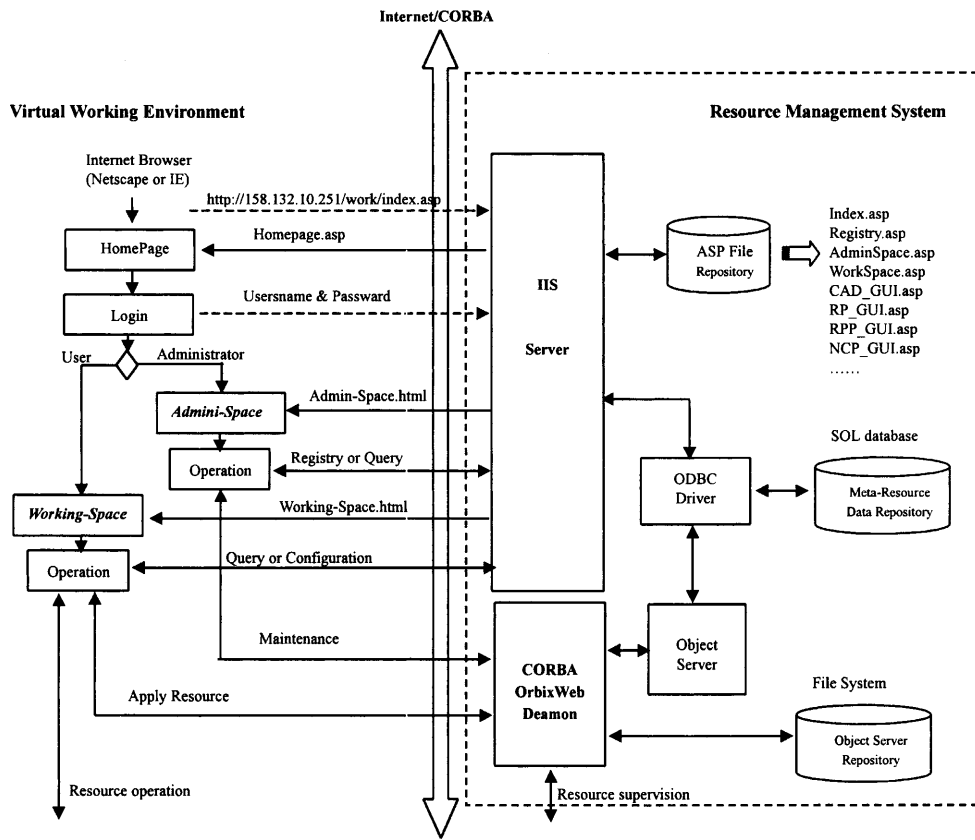 Internet/CORBA
Virtual Working Environment
Resource Management System
Internet Browser
(Netscape or IE)
http://158.132.10.251/work/index.asp
HomePage
Homepage.asp
Login
Usersname & Passward
User
Administrator
Admini-Space
Admin-Space.html
Operation
Registry or Query
Working-Space
Working-Space.html
Operation
Query or Configuration
Maintenance
Apply Resource
Resource operation
IIS
Server
ASP File
Repository
Index.asp
Registry.asp
AdminSpace.asp
WorkSpace.asp
CAD_GUI.asp
RP_GUI.asp
RPP_GUI.asp
NCP_GUI.asp
......
SOL database
ODBC
Driver
Meta-Resource
Data Repository
CORBA
OrbixWeb
Deamon
Object
Server
File System
Object Server
Repository
Resource supervision